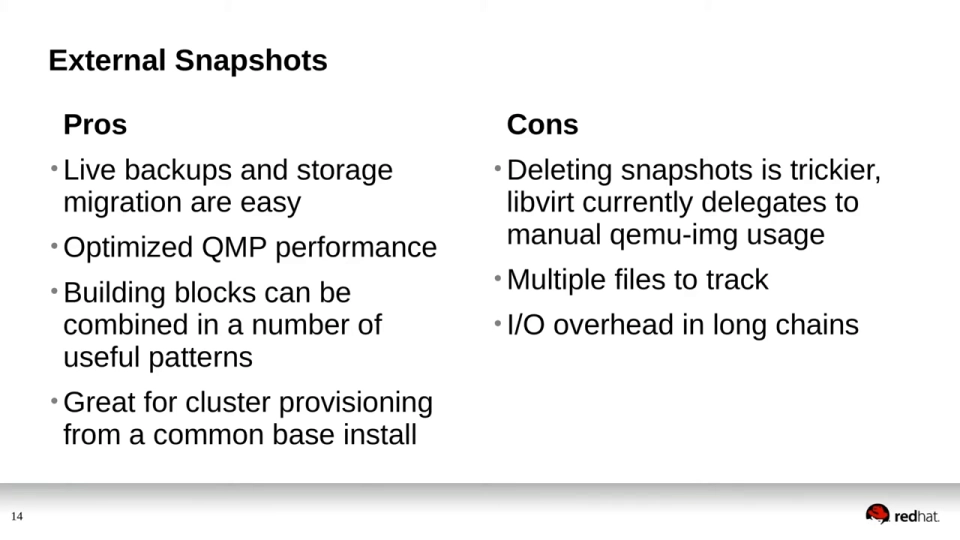 External Snapshots
Pros
•Live backups and storage
migration are easy
•Optimized QMP performance
•Building blocks can be
combined in a number of
useful patterns
•Great for cluster provisioning
from a common base install
Cons
•Deleting snapshots is trickier,
libvirt currently delegates to
manual qemu-img usage
•Multiple files to track
•I/O overhead in long chains
14
redhat.